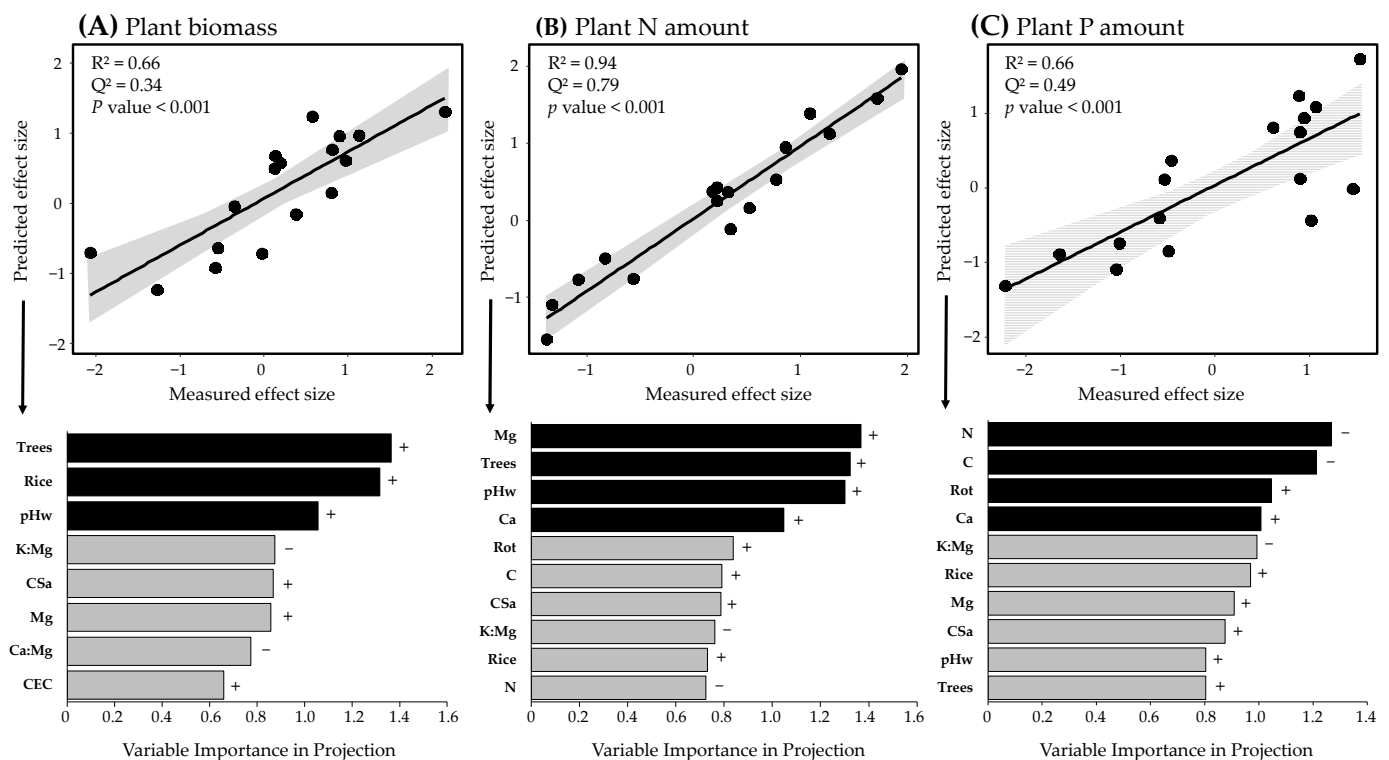 (A) Plant biomass
R² = 0.66
Q² = 0.34
P value < 0.001
2
1
0
−1
−2
Predicted effect size
−2 −1 0 1 2
Measured effect size
Trees +
Rice +
pHw +
K:Mg −
CSa +
Mg +
Ca:Mg −
CEC +
0 0.2 0.4 0.6 0.8 1.0 1.2 1.4 1.6
Variable Importance in Projection
(B) Plant N amount
R² = 0.94
Q² = 0.79
p value < 0.001
2
1
0
−1
Predicted effect size
−1 0 1 2
Measured effect size
Mg +
Trees +
pHw +
Ca +
Rot +
C +
CSa +
K:Mg −
Rice +
N −
0 0.2 0.4 0.6 0.8 1.0 1.2 1.4 1.6
Variable Importance in Projection
(C) Plant P amount
R² = 0.66
Q² = 0.49
p value < 0.001
1
0
−1
−2
Predicted effect size
−2 −1 0 1
Measured effect size
N −
C −
Rot +
Ca +
K:Mg −
Rice +
Mg +
CSa +
pHw +
Trees +
0 0.2 0.4 0.6 0.8 1.0 1.2 1.4
Variable Importance in Projection